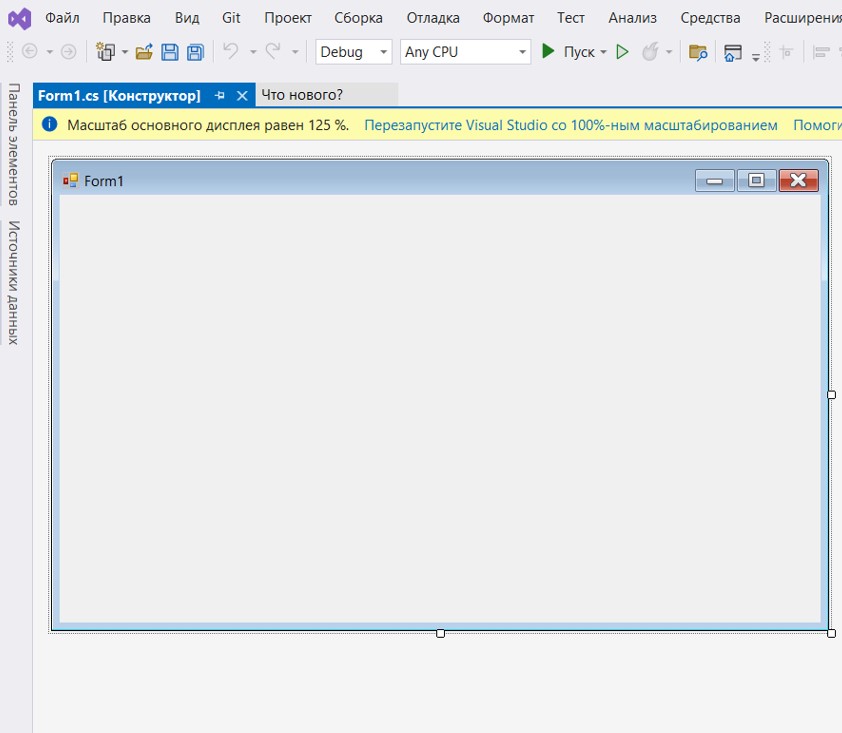 Файл Правка Вид Git Проект Сборка Отладка Формат Тест Анализ Средства Расширения
Debug Any CPU Пуск
Form1.cs [Конструктор] Что нового?
Масштаб основного дисплея равен 125 %. Перезапустите Visual Studio со 100%-ным масштабированием Помоги
Панель элементов
Источники данных
Form1